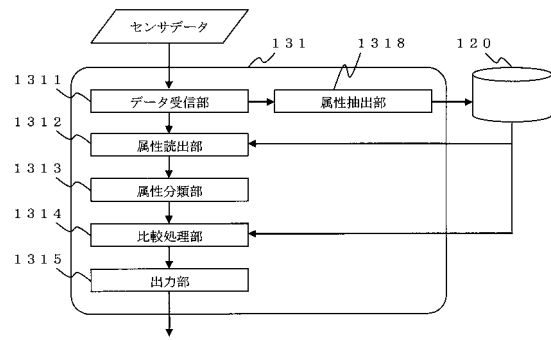 センサデータ
131
1318
120
1311
データ受信部
属性抽出部
1312
属性読出部
1313
属性分類部
1314
比較処理部
1315
出力部